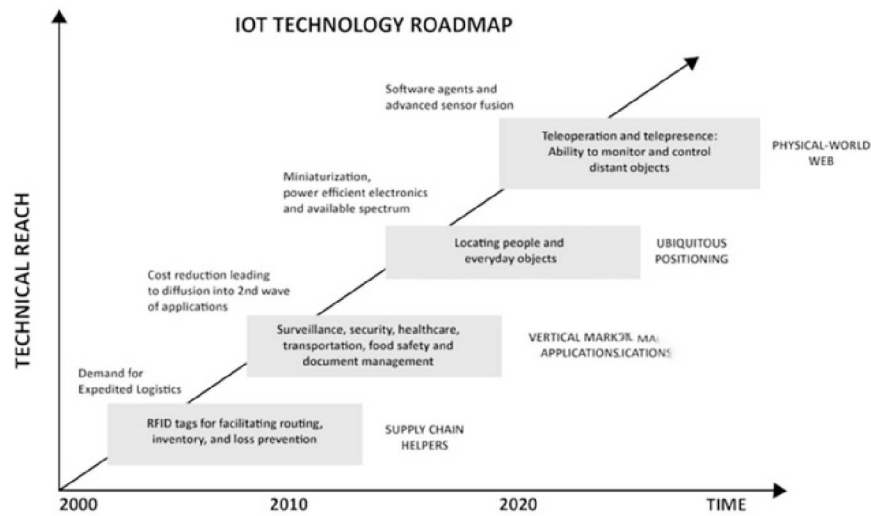 IOT TECHNOLOGY ROADMAP
Software agents and
advanced sensor fusion
Teleoperation and telepresence:
Ability to monitor and control
distant objects
PHYSICAL-WORLD
WEB
Miniaturization,
power efficient electronics
and available spectrum
Locating people and
everyday objects
UBIQUITOUS
POSITIONING
Cost reduction leading
to diffusion into 2nd wave
of applications
Surveillance, security, healthcare,
transportation, food safety and
document management
VERTICAL
APPLICATIONS
Demand for
Expedited Logistics
RFID tags for facilitating routing,
inventory, and loss prevention
SUPPLY CHAIN
HELPERS
TECHNICAL REACH
2000
2010
2020
TIME